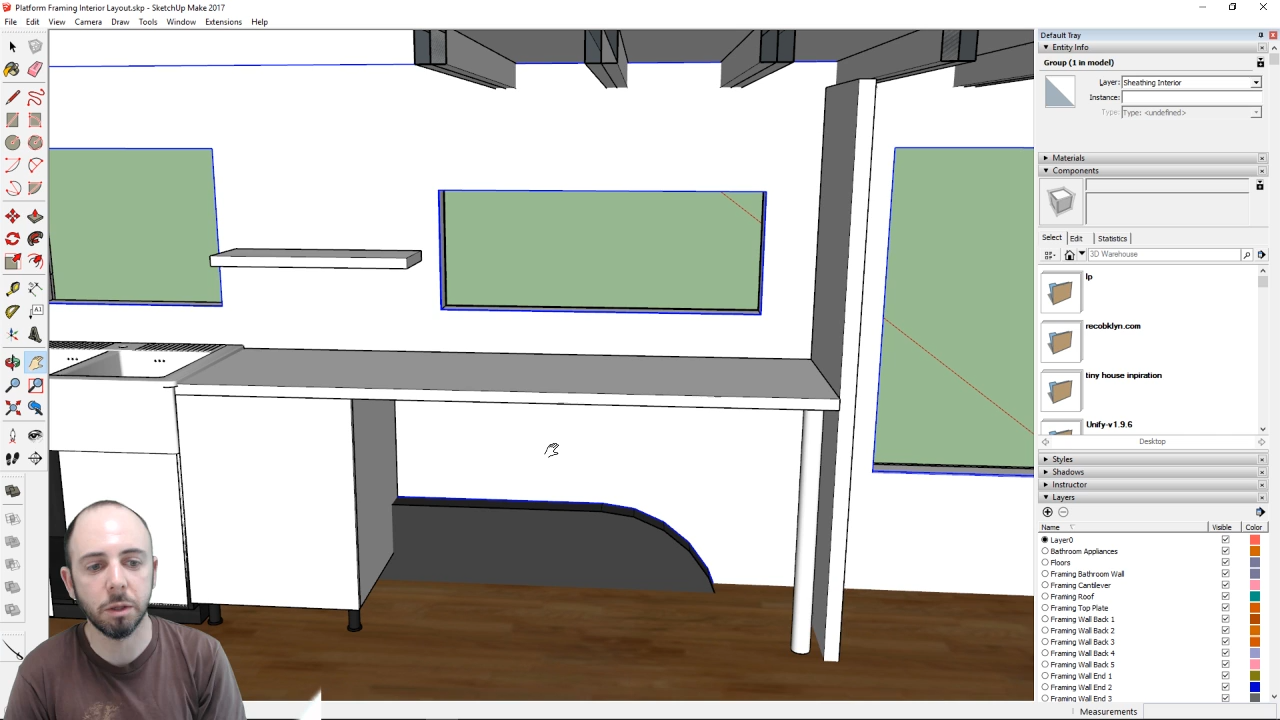 Platform Framing Interior Layout.skp - SketchUp Make 2017
File Edit View Camera Draw Tools Window Extensions Help
Default Tray
Entity Info
Group (1 in model)
Layer: Sheathing Interior
Instance:
Type: Type: <undefined>
Materials
Components
Select Edit Statistics
3D Warehouse
lp
recobklyn.com
tiny house inpiration
Unify-v1.9.6
Desktop
Styles
Shadows
Instructor
Layers
Name Visible Color
Layer0
Bathroom Appliances
Floors
Framing Bathroom Wall
Framing Cantilever
Framing Roof
Framing Top Plate
Framing Wall Back 1
Framing Wall Back 2
Framing Wall Back 3
Framing Wall Back 4
Framing Wall Back 5
Framing Wall End 1
Framing Wall End 2
Framing Wall End 3
Measurements